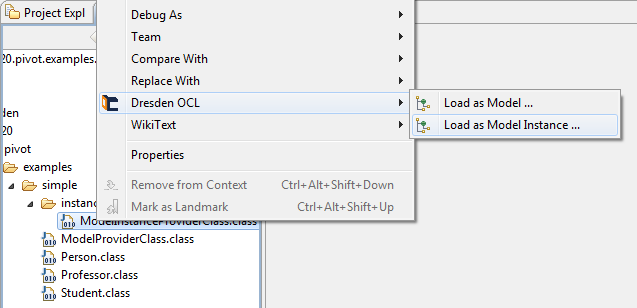 Project Expl
20.pivot.examples.
den
20
pivot
examples
simple
instanc
ModelInstanceProviderClass.class
ModelProviderClass.class
Person.class
Professor.class
Student.class
Debug As
Team
Compare With
Replace With
Dresden OCL
WikiText
Properties
Remove from Context Ctrl+Alt+Shift+Down
Mark as Landmark Ctrl+Alt+Shift+Up
Load as Model ...
Load as Model Instance ...